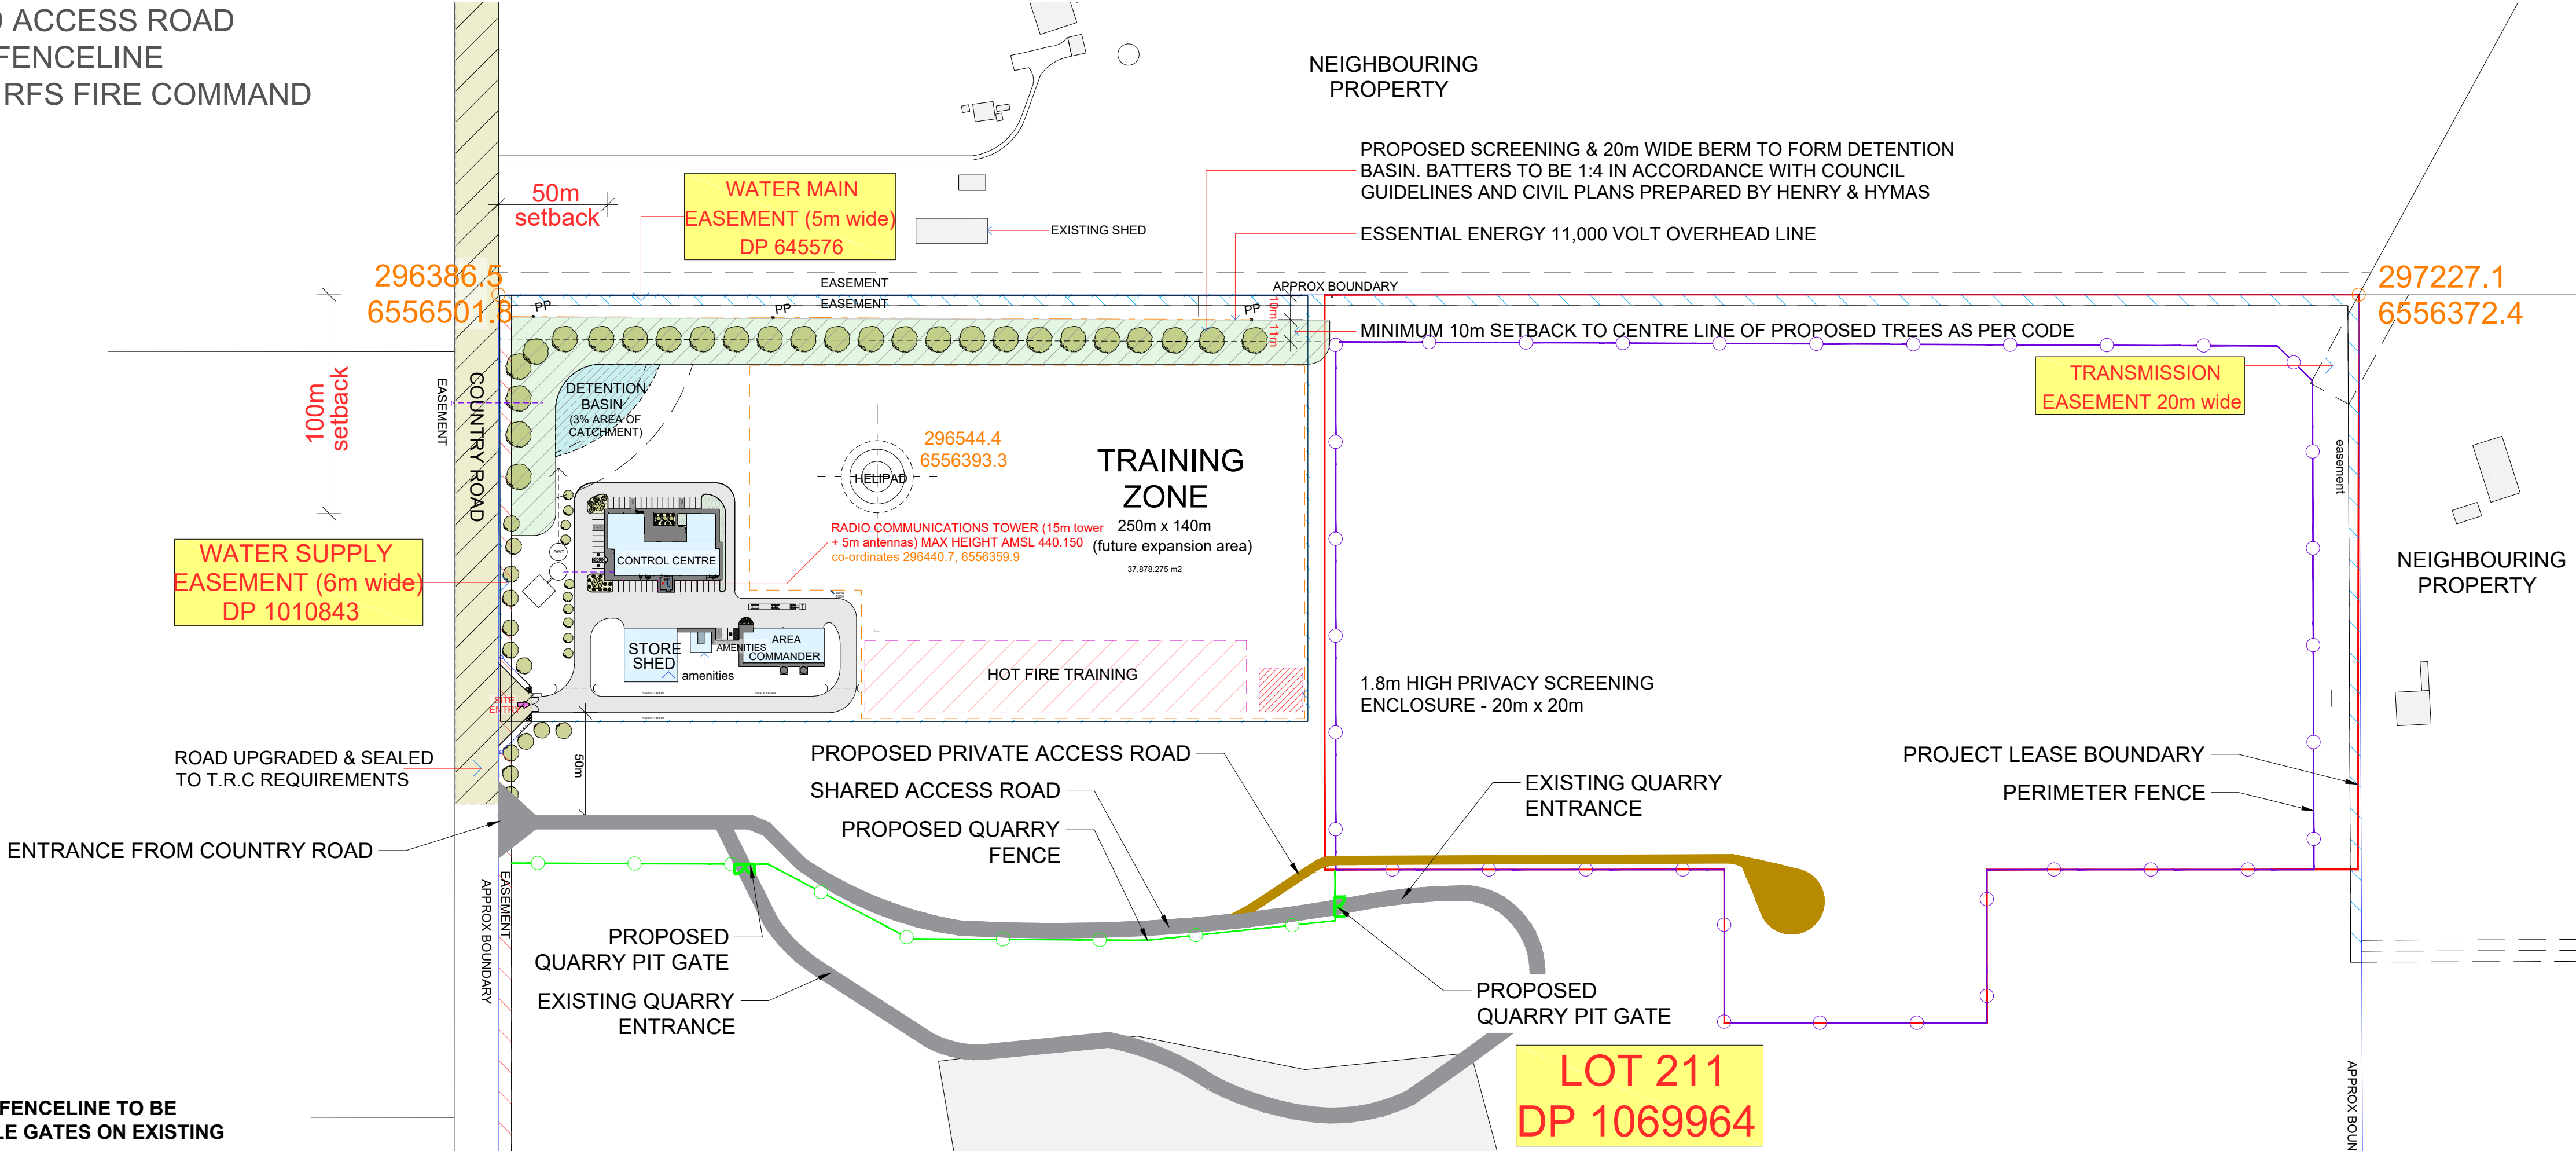 ACCESS ROAD
FENCELINE
RFS FIRE COMMAND
NEIGHBOURING
PROPERTY
PROPOSED SCREENING & 20m WIDE BERM TO FORM DETENTION
BASIN. BATTERS TO BE 1:4 IN ACCORDANCE WITH COUNCIL
GUIDELINES AND CIVIL PLANS PREPARED BY HENRY & HYMAS
50m
setback
WATER MAIN
EASEMENT (5m wide)
DP 645576
EXISTING SHED
ESSENTIAL ENERGY 11,000 VOLT OVERHEAD LINE
296386.5
6556501.8
EASEMENT
EASEMENT
APPROX BOUNDARY
297227.1
6556372.4
PP
PP
PP
10m
11m
MINIMUM 10m SETBACK TO CENTRE LINE OF PROPOSED TREES AS PER CODE
100m
setback
EASEMENT
COUNTRY ROAD
DETENTION
BASIN
(3% AREA OF
CATCHMENT)
TRANSMISSION
EASEMENT 20m wide
easement
296544.4
6556393.3
HELIPAD
TRAINING
ZONE
250m x 140m
(future expansion area)
37,878.275 m2
RADIO COMMUNICATIONS TOWER (15m tower
+ 5m antennas) MAX HEIGHT AMSL 440.150
co-ordinates 296440.7, 6556359.9
WATER SUPPLY
EASEMENT (6m wide)
DP 1010843
RWT
CONTROL CENTRE
NEIGHBOURING
PROPERTY
STORE
SHED
AMENITIES
amenities
AREA
COMMANDER
HOT FIRE TRAINING
SWALE DRAIN
SWALE DRAIN
SWALE DRAIN
SITE
ENTRY
1.8m HIGH PRIVACY SCREENING
ENCLOSURE - 20m x 20m
ROAD UPGRADED & SEALED
TO T.R.C REQUIREMENTS
50m
PROPOSED PRIVATE ACCESS ROAD
SHARED ACCESS ROAD
PROPOSED QUARRY
FENCE
EXISTING QUARRY
ENTRANCE
PROJECT LEASE BOUNDARY
PERIMETER FENCE
ENTRANCE FROM COUNTRY ROAD
EASEMENT
APPROX BOUNDARY
PROPOSED
QUARRY PIT GATE
EXISTING QUARRY
ENTRANCE
PROPOSED
QUARRY PIT GATE
LOT 211
DP 1069964
APPROX BOUN
FENCELINE TO BE
LE GATES ON EXISTING